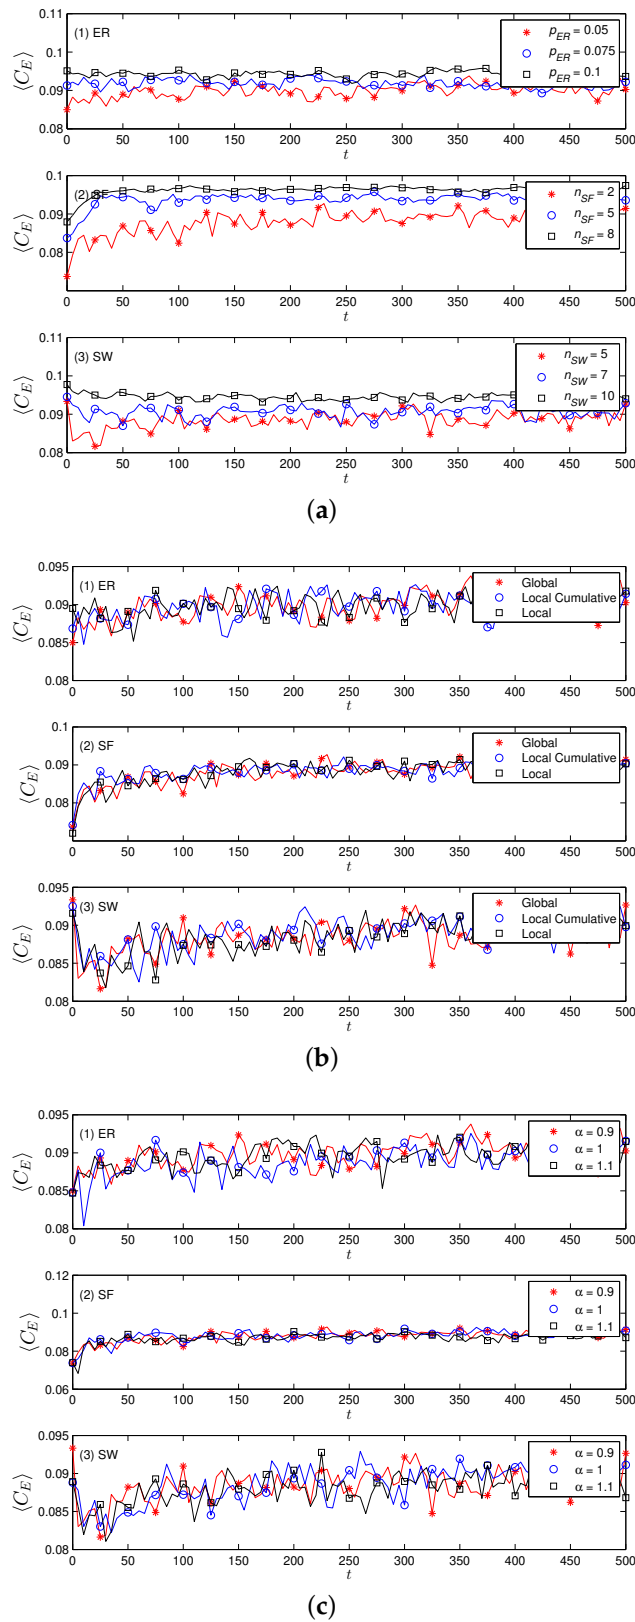 (1) ER
p_ER = 0.05
p_ER = 0.075
p_ER = 0.1
0.11
0.1
0.09
0.08
⟨C_E⟩
0 50 100 150 200 250 300 350 400 450 500
t
(2)
n_SF = 2
n_SF = 5
n_SF = 8
0.1
0.09
0.08
⟨C_E⟩
0 50 100 150 200 250 300 350 400 450 500
t
(3) SW
n_SW = 5
n_SW = 7
n_SW = 10
0.11
0.1
0.09
0.08
⟨C_E⟩
0 50 100 150 200 250 300 350 400 450 500
t
(a)
(1) ER
Global
Local Cumulative
Local
0.095
0.09
0.085
0.08
⟨C_E⟩
0 50 100 150 200 250 300 350 400 450 500
t
(2) SF
Global
Local Cumulative
Local
0.1
0.09
0.08
⟨C_E⟩
0 50 100 150 200 250 300 350 400 450 500
t
(3) SW
Global
Local Cumulative
Local
0.095
0.09
0.085
0.08
⟨C_E⟩
0 50 100 150 200 250 300 350 400 450 500
t
(b)
(1) ER
α = 0.9
α = 1
α = 1.1
0.095
0.09
0.085
0.08
⟨C_E⟩
0 50 100 150 200 250 300 350 400 450 500
t
(2) SF
α = 0.9
α = 1
α = 1.1
0.12
0.1
0.08
0.06
⟨C_E⟩
0 50 100 150 200 250 300 350 400 450 500
t
(3) SW
α = 0.9
α = 1
α = 1.1
0.095
0.09
0.085
0.08
⟨C_E⟩
0 50 100 150 200 250 300 350 400 450 500
t
(c)